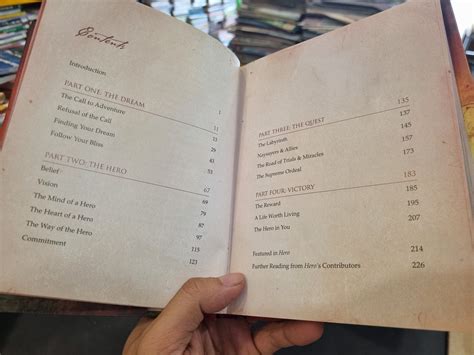 Contents
Introduction
PART ONE: THE DREAM 1
The Call to Adventure 11
Refusal of the Call 33
Finding Your Dream 41
Follow Your Bliss 53
PART TWO: THE HERO 67
Belief 69
Vision 79
The Mind of a Hero 87
The Heart of a Hero 97
The Way of the Hero 115
Commitment 123
PART THREE: THE QUEST 135
The Labyrinth 137
Naysayers & Allies 145
The Road of Trials & Miracles 157
The Supreme Ordeal 173
PART FOUR: VICTORY 183
The Reward 185
A Life Worth Living 195
The Hero in You 207
Featured in Hero 214
Further Reading from Hero's Contributors 226